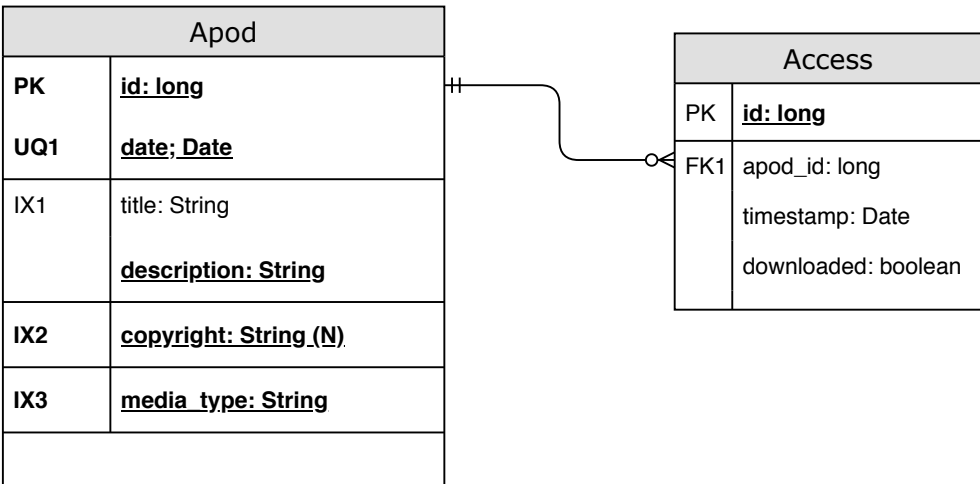 Apod
PK id: long
UQ1 date; Date
IX1 title: String
description: String
IX2 copyright: String (N)
IX3 media_type: String
Access
PK id: long
FK1 apod_id: long
timestamp: Date
downloaded: boolean